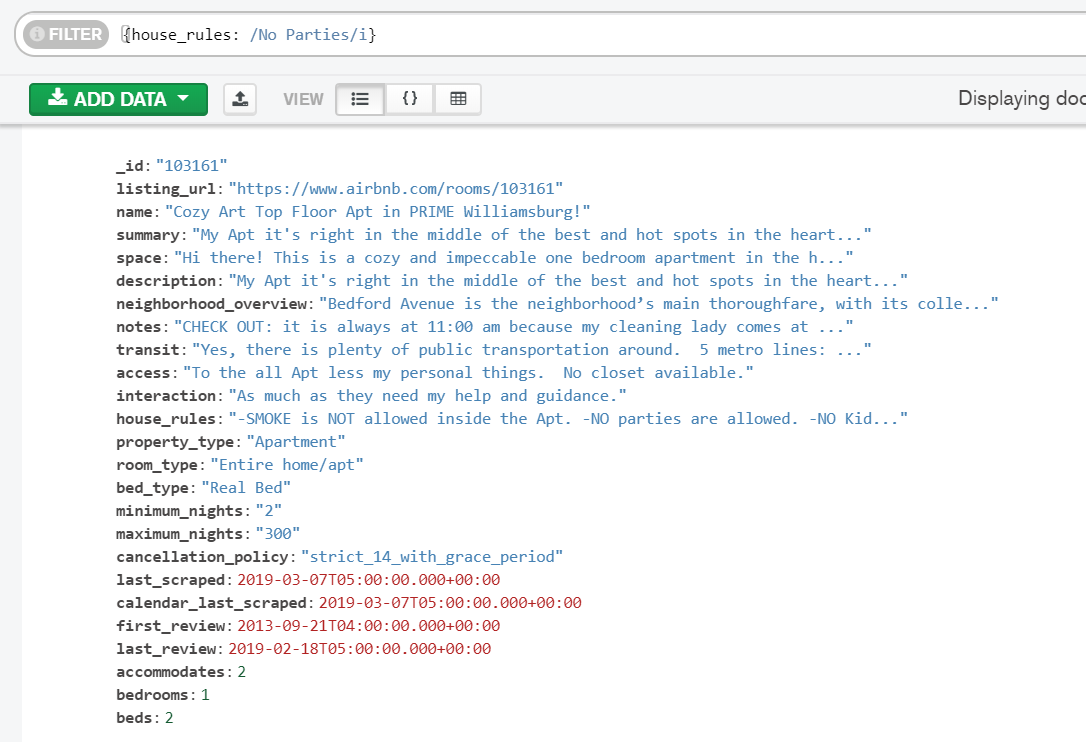 FILTER {house_rules: /No Parties/i}
ADD DATA VIEW {} Displaying doc
_id: "103161"
listing_url: "https://www.airbnb.com/rooms/103161"
name: "Cozy Art Top Floor Apt in PRIME Williamsburg!"
summary: "My Apt it's right in the middle of the best and hot spots in the heart..."
space: "Hi there! This is a cozy and impeccable one bedroom apartment in the h..."
description: "My Apt it's right in the middle of the best and hot spots in the heart..."
neighborhood_overview: "Bedford Avenue is the neighborhood’s main thoroughfare, with its colle..."
notes: "CHECK OUT: it is always at 11:00 am because my cleaning lady comes at ..."
transit: "Yes, there is plenty of public transportation around.  5 metro lines: ..."
access: "To the all Apt less my personal things.  No closet available."
interaction: "As much as they need my help and guidance."
house_rules: "-SMOKE is NOT allowed inside the Apt. -NO parties are allowed. -NO Kid..."
property_type: "Apartment"
room_type: "Entire home/apt"
bed_type: "Real Bed"
minimum_nights: "2"
maximum_nights: "300"
cancellation_policy: "strict_14_with_grace_period"
last_scraped: 2019-03-07T05:00:00.000+00:00
calendar_last_scraped: 2019-03-07T05:00:00.000+00:00
first_review: 2013-09-21T04:00:00.000+00:00
last_review: 2019-02-18T05:00:00.000+00:00
accommodates: 2
bedrooms: 1
beds: 2